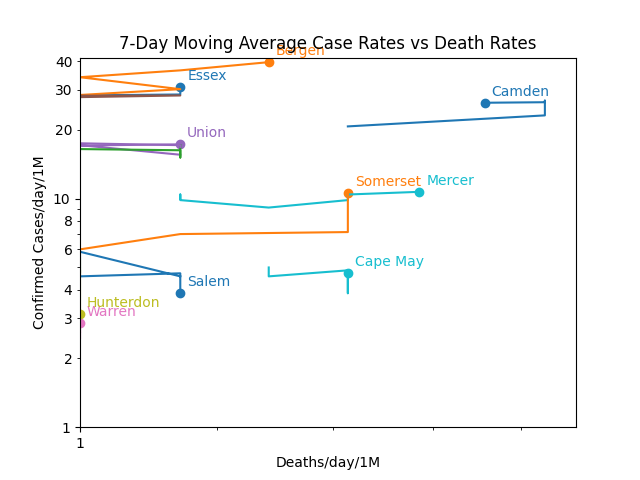 7-Day Moving Average Case Rates vs Death Rates
Bergen
40
Essex
30
Camden
20
Union
Somerset
Mercer
10
8
6
Cape May
Salem
4
Hunterdon
3
Warren
2
1
1
Confirmed Cases/day/1M
Deaths/day/1M